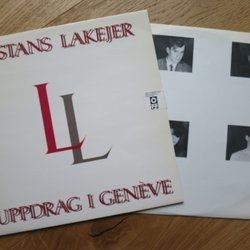 STANS LAKEJER
LL
UPPDRAG I GENÈVE